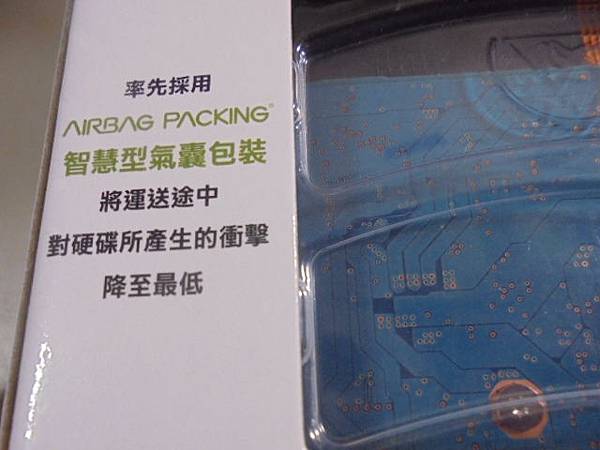 率先採用
AIRBAG PACKING®
智慧型氣囊包裝
將運送途中
對硬碟所產生的衝擊
降至最低